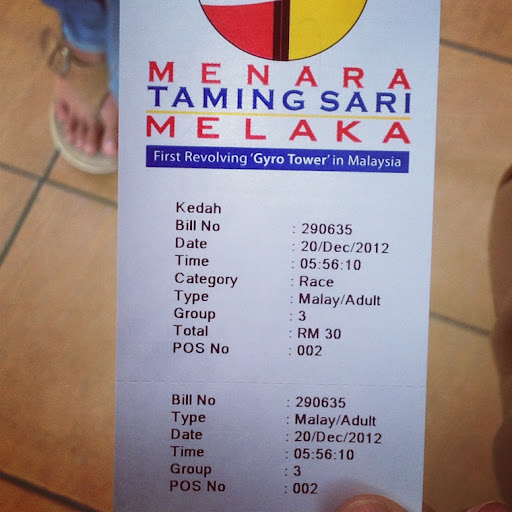 MENARA
TAMING SARI
MELAKA
First Revolving 'Gyro Tower' in Malaysia
Kedah
Bill No : 290635
Date : 20/Dec/2012
Time : 05:56:10
Category : Race
Type : Malay/Adult
Group : 3
Total : RM 30
POS No : 002
Bill No : 290635
Type : Malay/Adult
Date : 20/Dec/2012
Time : 05:56:10
Group : 3
POS No : 002